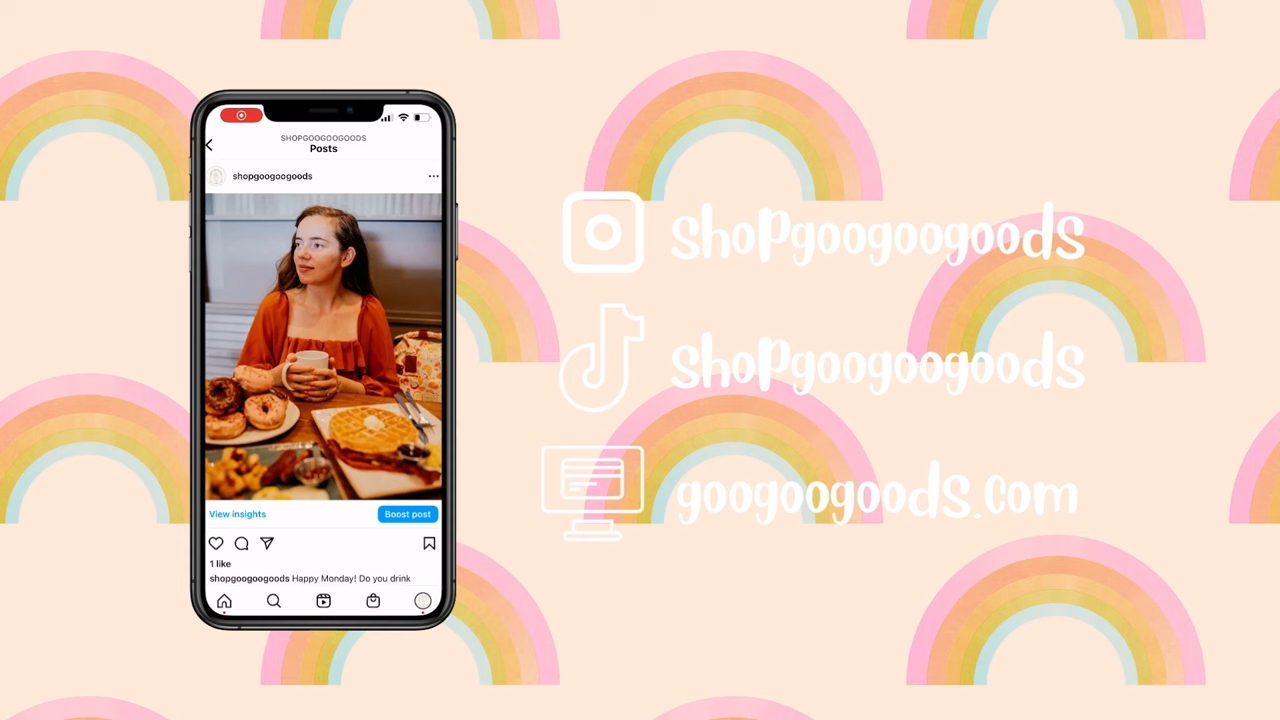 SHOPGOOGOOGOODS
Posts
shopgoogoogoods
View insights
Boost post
1 like
shopgoogoogoods Happy Monday! Do you drink
shopgoogoogoods
shopgoogoogoods
googoogoods.com